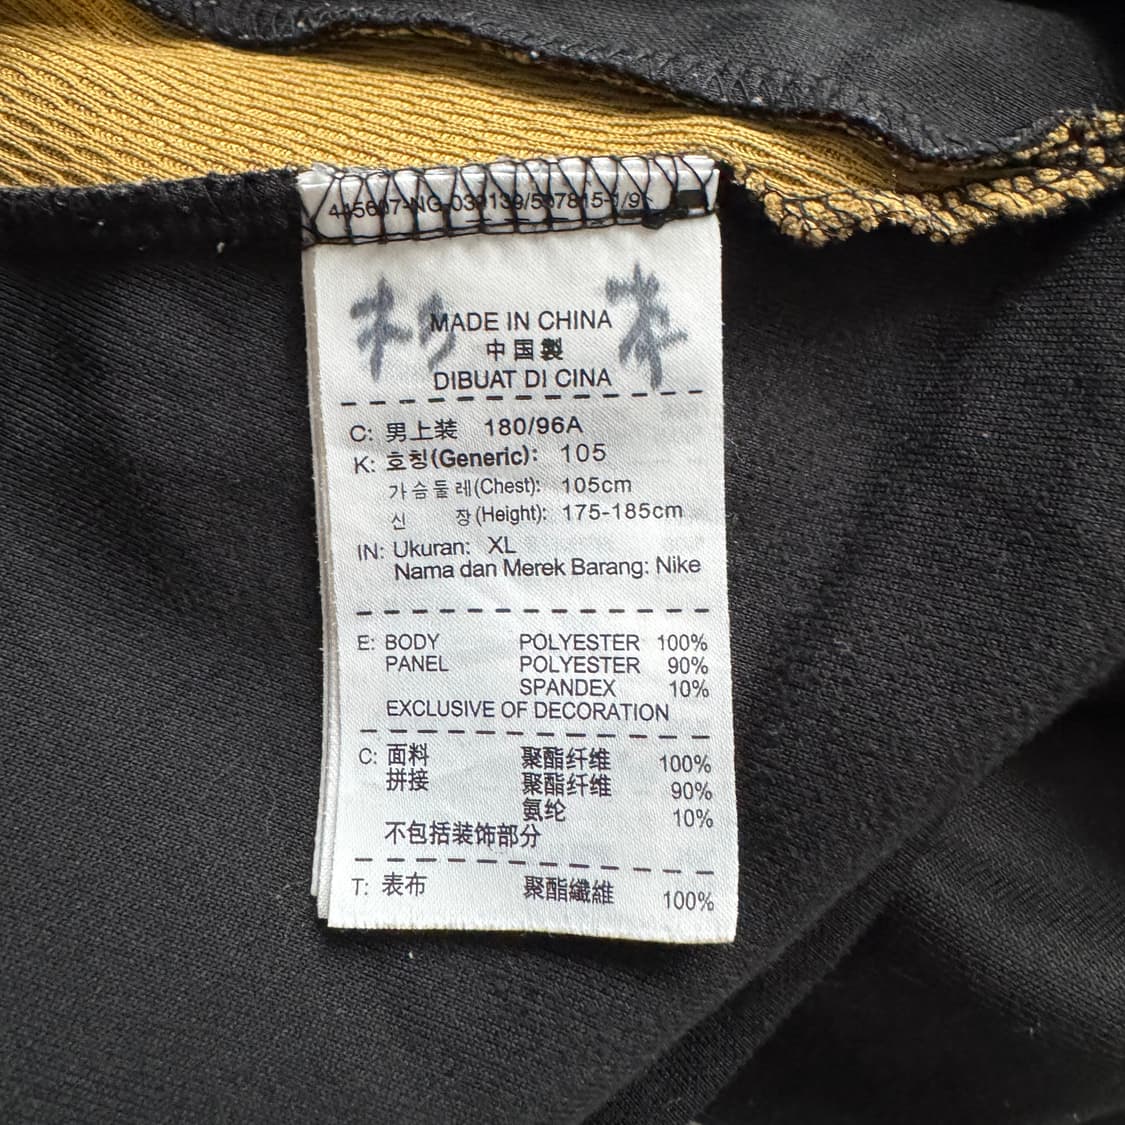 MADE IN CHINA
中国製
DIBUAT DI CINA
C: 男上装 180/96A
K: 호칭(Generic): 105
가슴둘레(Chest): 105cm
신 장(Height): 175-185cm
IN: Ukuran: XL
Nama dan Merek Barang: Nike
E: BODY POLYESTER 100%
PANEL POLYESTER 90%
SPANDEX 10%
EXCLUSIVE OF DECORATION
C: 面料 聚酯纤维 100%
拼接 聚酯纤维 90%
氨纶 10%
不包括装饰部分
T: 表布 聚酯纖維 100%